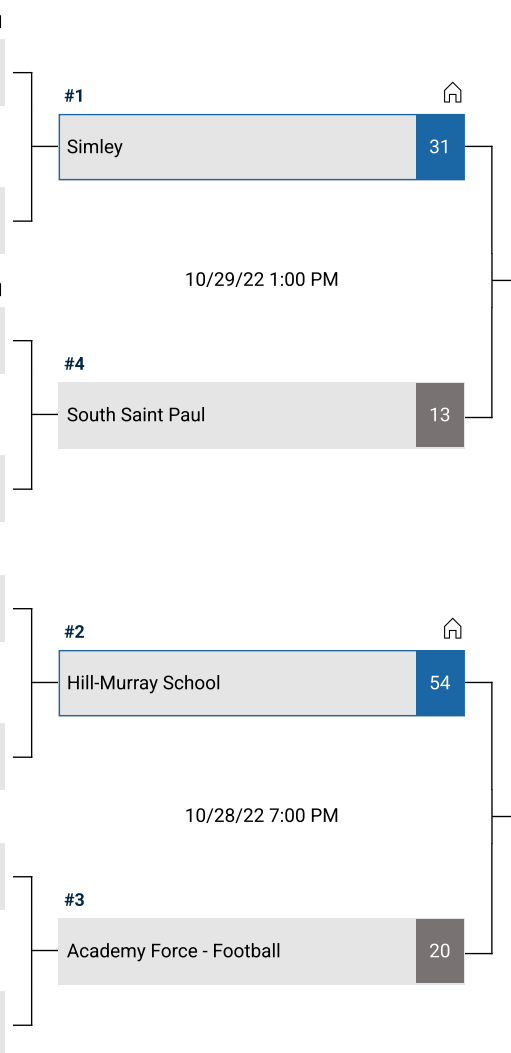 #1
Simley 31
10/29/22 1:00 PM
#4
South Saint Paul 13
#2
Hill-Murray School 54
10/28/22 7:00 PM
#3
Academy Force - Football 20